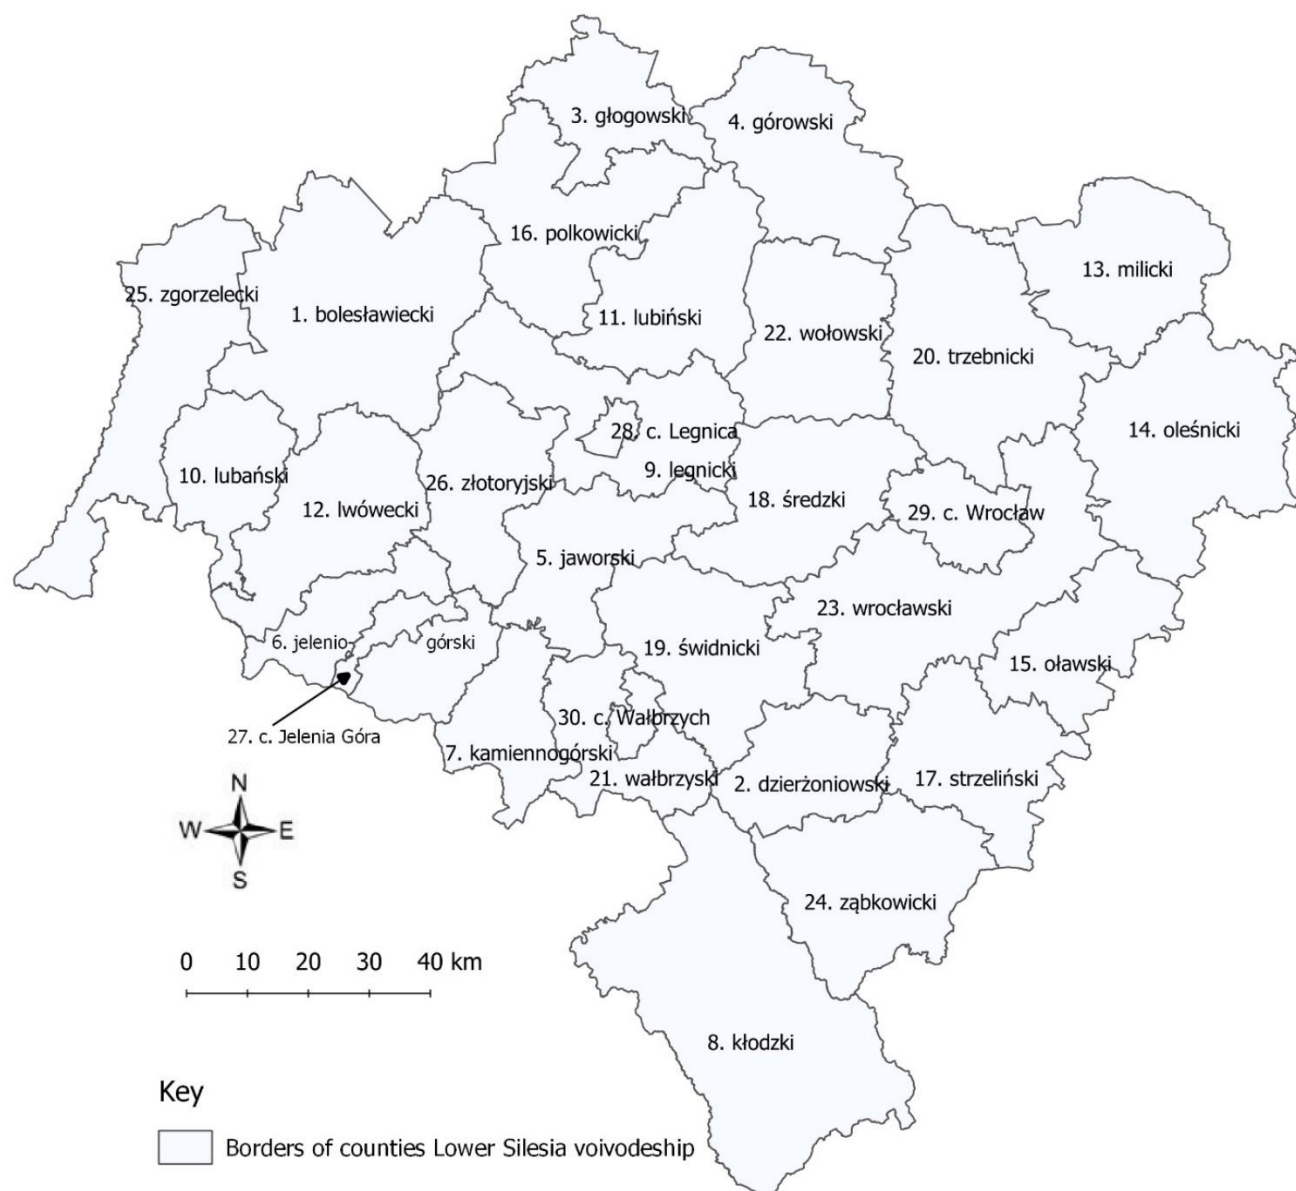 3. głogowski
4. górowski
16. polkowicki
13. milicki
25. zgorzelecki
1. bolesławiecki
11. lubiński
22. wołowski
20. trzebnicki
28. c. Legnica
14. oleśnicki
10. lubański
26. złotoryjski
9. legnicki
12. lwówecki
18. średzki
29. c. Wrocław
5. jaworski
23. wrocławski
6. jelenio-
górski
19. świdnicki
15. oławski
27. c. Jelenia Góra
30. c. Wałbrzych
7. kamiennogórski
21. wałbrzyski
2. dzierżoniowski
17. strzeliński
N
W E
S
24. ząbkowicki
0 10 20 30 40 km
8. kłodzki
Key
Borders of counties Lower Silesia voivodeship